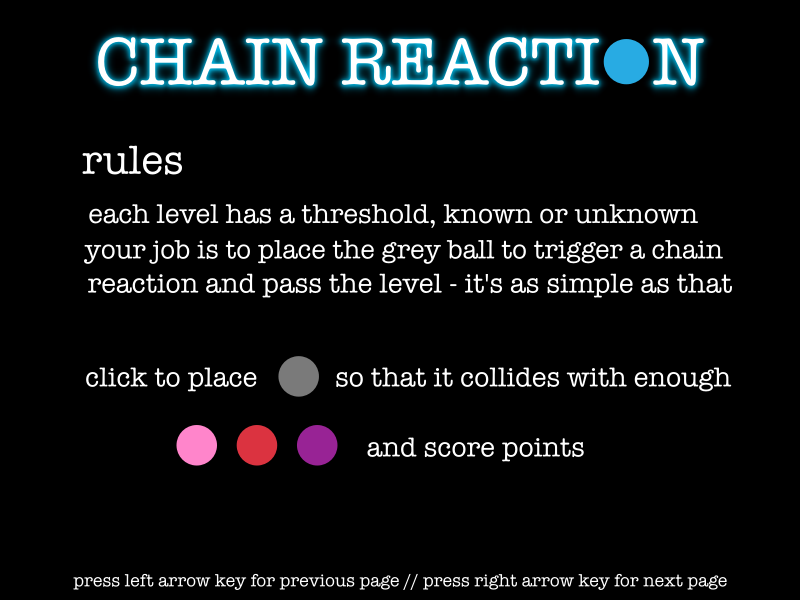 CHAIN REACTION
rules
each level has a threshold, known or unknown
your job is to place the grey ball to trigger a chain
reaction and pass the level - it's as simple as that
click to place so that it collides with enough
and score points
press left arrow key for previous page // press right arrow key for next page